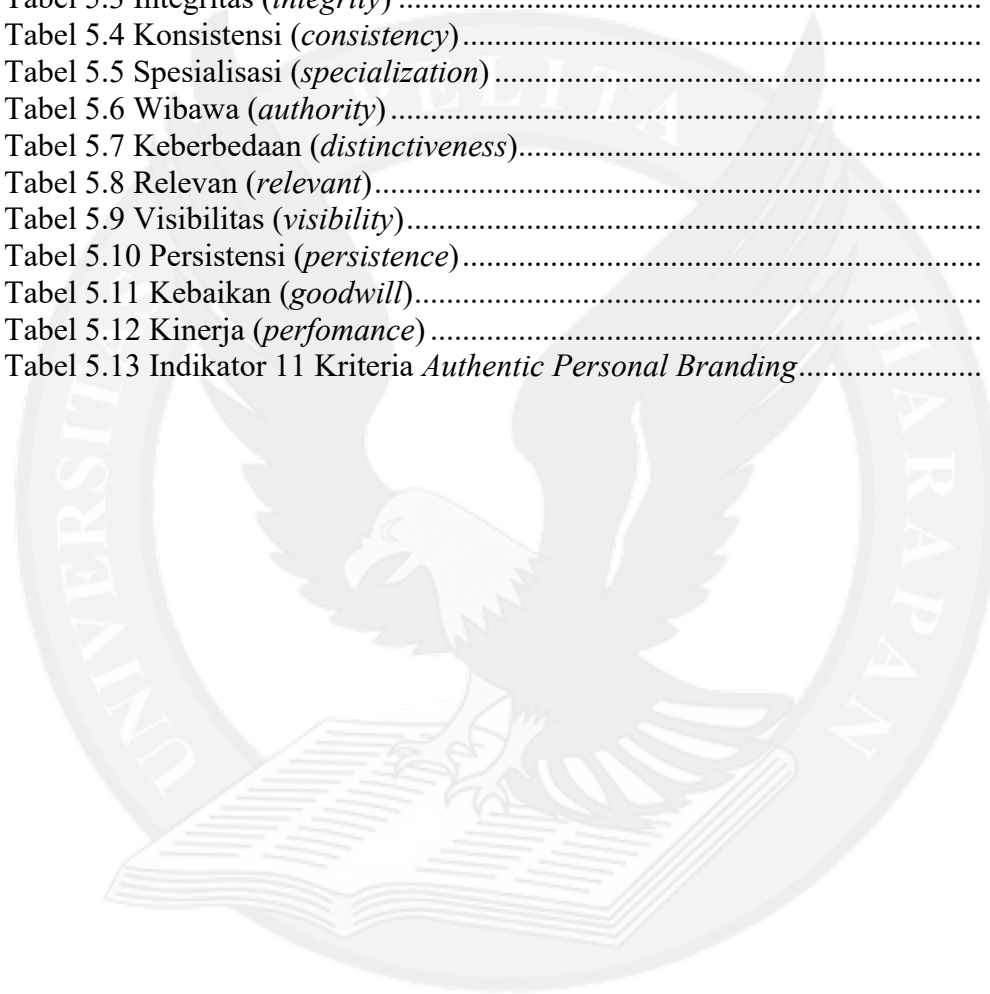 Tabel 5.3 Integritas (integrity) ........................................................................
Tabel 5.4 Konsistensi (consistency) ................................................................
Tabel 5.5 Spesialisasi (specialization) ............................................................
Tabel 5.6 Wibawa (authority) .........................................................................
Tabel 5.7 Keberbedaan (distinctiveness) .........................................................
Tabel 5.8 Relevan (relevant) ...........................................................................
Tabel 5.9 Visibilitas (visibility) .......................................................................
Tabel 5.10 Persistensi (persistence) ................................................................
Tabel 5.11 Kebaikan (goodwill) ......................................................................
Tabel 5.12 Kinerja (perfomance) ....................................................................
Tabel 5.13 Indikator 11 Kriteria Authentic Personal Branding .......................
UNIVERSITAS PELITA HARAPAN